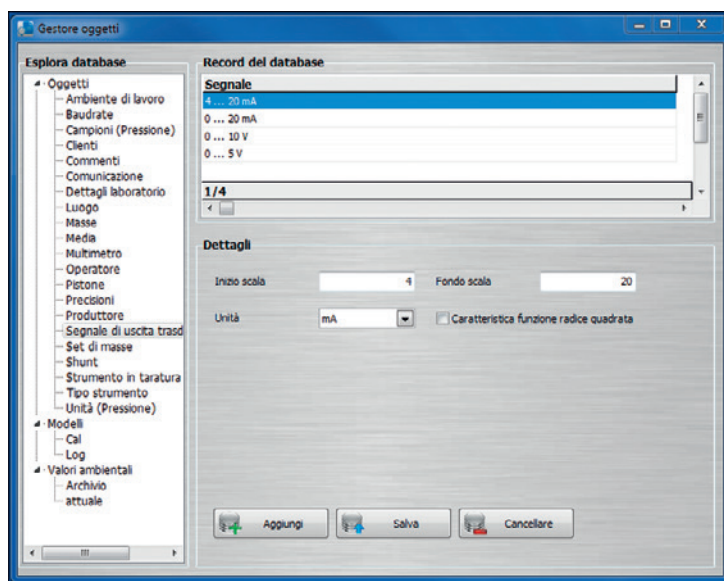 Gestore oggetti
Esplora database
Oggetti
Ambiente di lavoro
Baudrate
Campioni (Pressione)
Clienti
Commenti
Comunicazione
Dettagli laboratorio
Luogo
Masse
Media
Multimetro
Operatore
Pistone
Precisioni
Produttore
Segnale di uscita trasd
Set di masse
Shunt
Strumento in taratura
Tipo strumento
Unità (Pressione)
Modelli
Cal
Log
Valori ambientali
Archivio
attuale
Record del database
Segnale
4 ... 20 mA
0 ... 20 mA
0 ... 10 V
0 ... 5 V
1/4
Dettagli
Inizio scala 4 Fondo scala 20
Unità mA Caratteristica funzione radice quadrata
Aggiungi Salva Cancellare